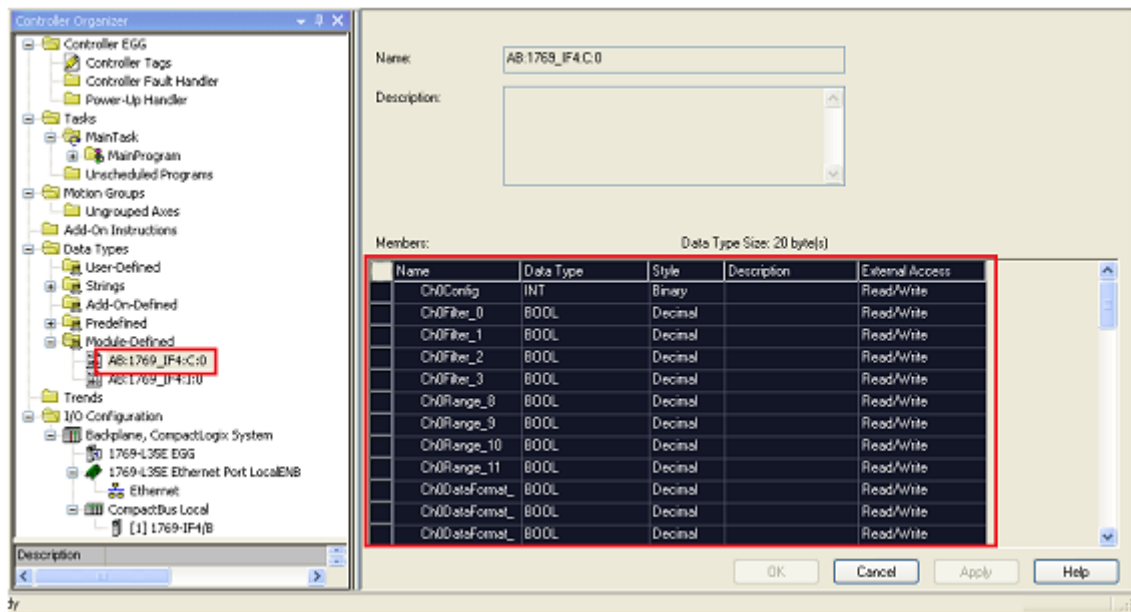 Controller Organizer
Controller EGG
Controller Tags
Controller Fault Handler
Power-Up Handler
Tasks
MainTask
MainProgram
Unscheduled Programs
Motion Groups
Ungrouped Axes
Add-On Instructions
Data Types
User-Defined
Strings
Add-On-Defined
Predefined
Module-Defined
AB:1769_IF4:C:0
AB:1769_IF4:I:0
Trends
I/O Configuration
Backplane, CompactLogix System
1769-L35E EGG
1769-L35E Ethernet Port LocalENB
Ethernet
CompactBus Local
[1] 1769-IF4/B
Description
dy
Name: AB:1769_IF4:C:0
Description:
Members: Data Type Size: 20 byte(s)
Name Data Type Style Description External Access
Ch0Config INT Binary Read/Write
Ch0Filter_0 BOOL Decimal Read/Write
Ch0Filter_1 BOOL Decimal Read/Write
Ch0Filter_2 BOOL Decimal Read/Write
Ch0Filter_3 BOOL Decimal Read/Write
Ch0Range_8 BOOL Decimal Read/Write
Ch0Range_9 BOOL Decimal Read/Write
Ch0Range_10 BOOL Decimal Read/Write
Ch0Range_11 BOOL Decimal Read/Write
Ch0DataFormat_ BOOL Decimal Read/Write
Ch0DataFormat_ BOOL Decimal Read/Write
Ch0DataFormat_ BOOL Decimal Read/Write
OK Cancel Apply Help